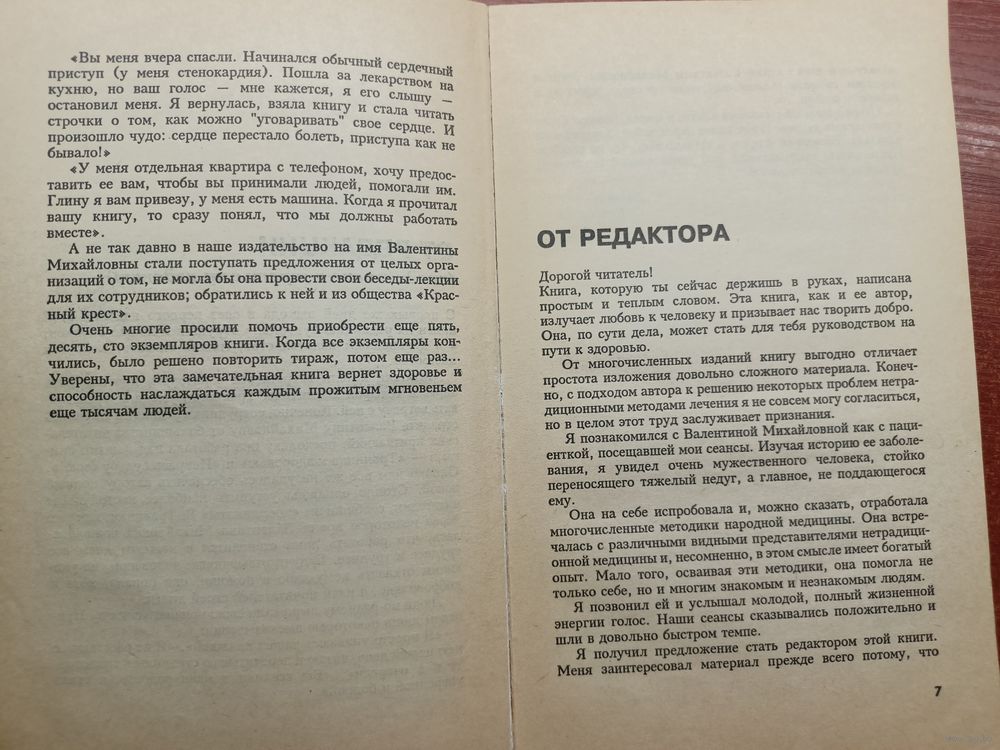 «Вы меня вчера спасли. Начинался обычный сердечный
приступ (у меня стенокардия). Пошла за лекарством на
кухню, но ваш голос — мне кажется, я его слышу —
остановил меня. Я вернулась, взяла книгу и стала читать
строчки о том, как можно "уговаривать" свое сердце. И
произошло чудо: сердце перестало болеть, приступа как не
бывало!»
«У меня отдельная квартира с телефоном, хочу предос-
тавить ее вам, чтобы вы принимали людей, помогали им.
Глину я вам привезу, у меня есть машина. Когда я прочитал
вашу книгу, то сразу понял, что мы должны работать
вместе».
А не так давно в наше издательство на имя Валентины
Михайловны стали поступать предложения от целых орга-
низаций о том, не могла бы она провести свои беседы-лекции
для их сотрудников; обратились к ней и из общества «Крас-
ный крест».
Очень многие просили помочь приобрести еще пять,
десять, сто экземпляров книги. Когда все экземпляры кон-
чились, было решено повторить тираж, потом еще раз...
Уверены, что эта замечательная книга вернет здоровье и
способность наслаждаться каждым прожитым мгновеньем
еще тысячам людей.
ОТ РЕДАКТОРА
Дорогой читатель!
Книга, которую ты сейчас держишь в руках, написана
простым и теплым словом. Эта книга, как и ее автор,
излучает любовь к человеку и призывает нас творить добро.
Она, по сути дела, может стать для тебя руководством на
пути к здоровью.
От многочисленных изданий книгу выгодно отличает
простота изложения довольно сложного материала. Конеч-
но, с подходом автора к решению некоторых проблем нетра-
диционными методами лечения я не совсем могу согласиться,
но в целом этот труд заслуживает признания.
Я познакомился с Валентиной Михайловной как с паци-
енткой, посещавшей мои сеансы. Изучая историю ее заболе-
вания, я увидел очень мужественного человека, стойко
переносящего тяжелый недуг, а главное, не поддающегося
ему.
Она на себе испробовала и, можно сказать, отработала
многочисленные методики народной медицины. Она встре-
чалась с различными видными представителями нетрадици-
онной медицины и, несомненно, в этом смысле имеет богатый
опыт. Мало того, осваивая эти методики, она помогла не
только себе, но и многим знакомым и незнакомым людям.
Я позвонил ей и услышал молодой, полный жизненной
энергии голос. Наши сеансы сказывались положительно и
шли в довольно быстром темпе.
Я получил предложение стать редактором этой книги.
Меня заинтересовал материал прежде всего потому, что
7